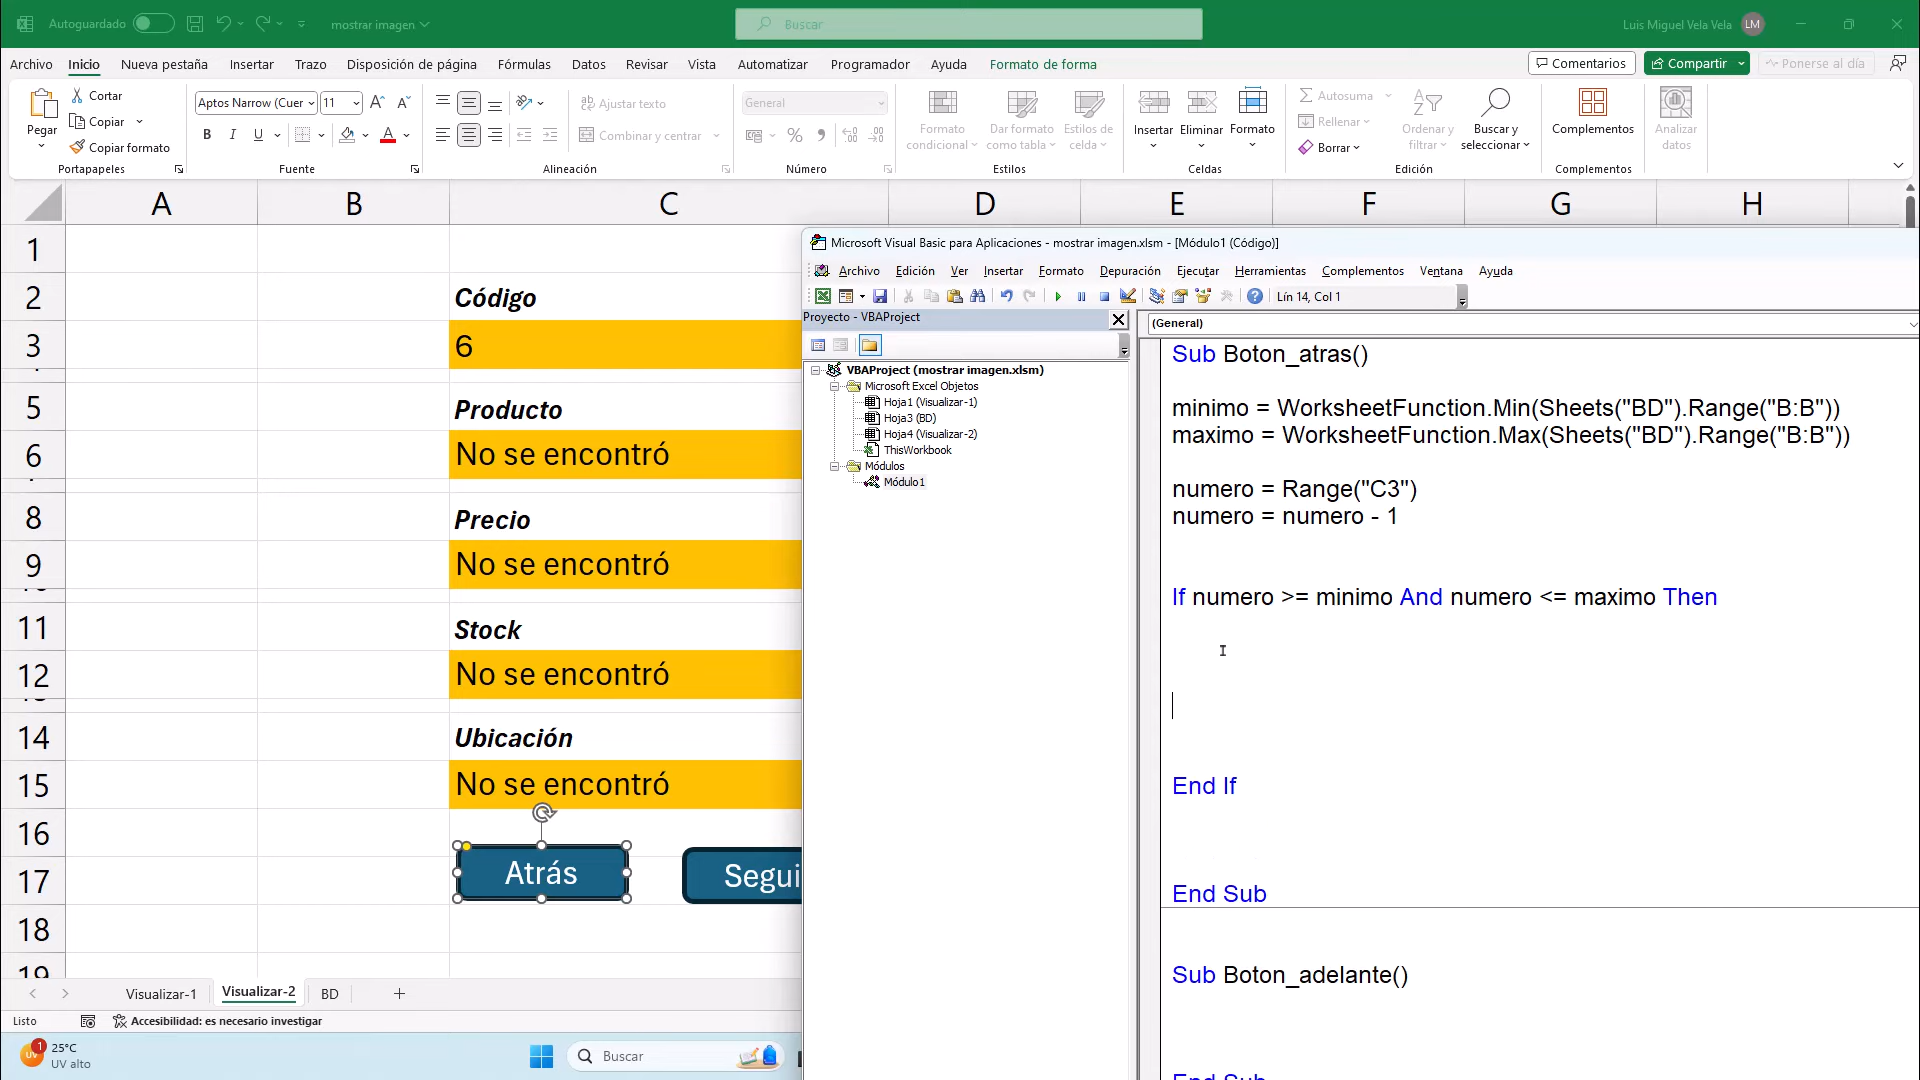 Autoguardado
mostrar imagen
Buscar
Luis Miguel Vela Vela
LM
Archivo
Inicio
Nueva pestaña
Insertar
Trazo
Disposición de página
Fórmulas
Datos
Revisar
Vista
Automatizar
Programador
Ayuda
Formato de forma
Comentarios
Compartir
Ponerse al día
Pegar
Cortar
Copiar
Copiar formato
Portapapeles
Aptos Narrow (Cuer
11
Fuente
Ajustar texto
Combinar y centrar
Alineación
General
Número
Formato condicional
Dar formato como tabla
Estilos de celda
Estilos
Insertar
Eliminar
Formato
Celdas
Autosuma
Rellenar
Borrar
Ordenar y filtrar
Buscar y seleccionar
Edición
Complementos
Complementos
Analizar datos
A B C D E F G H
1
2 Código
3 6
5 Producto
6 No se encontró
8 Precio
9 No se encontró
11 Stock
12 No se encontró
14 Ubicación
15 No se encontró
16
17 Atrás Segui
18
19
Visualizar-1
Visualizar-2
BD
Listo
Accesibilidad: es necesario investigar
1
UV
25°C
UV alto
Buscar
Microsoft Visual Basic para Aplicaciones - mostrar imagen.xlsm - [Módulo1 (Código)]
Archivo Edición Ver Insertar Formato Depuración Ejecutar Herramientas Complementos Ventana Ayuda
Lín 14, Col 1
Proyecto - VBAProject
VBAProject (mostrar imagen.xlsm)
Microsoft Excel Objetos
Hoja1 (Visualizar-1)
Hoja3 (BD)
Hoja4 (Visualizar-2)
ThisWorkbook
Módulos
Módulo1
(General)
Sub Boton_atras()
minimo = WorksheetFunction.Min(Sheets("BD").Range("B:B"))
maximo = WorksheetFunction.Max(Sheets("BD").Range("B:B"))
numero = Range("C3")
numero = numero - 1
If numero >= minimo And numero <= maximo Then
End If
End Sub
Sub Boton_adelante()
End Sub